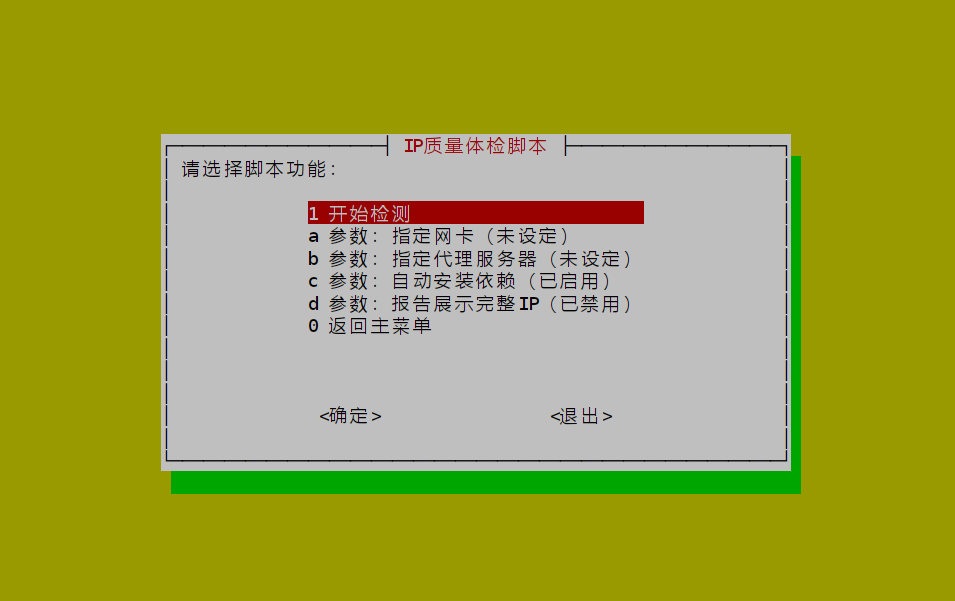 IP质量体检脚本
请选择脚本功能:
1 开始检测
a 参数: 指定网卡（未设定）
b 参数: 指定代理服务器（未设定）
c 参数: 自动安装依赖（已启用）
d 参数: 报告展示完整IP（已禁用）
0 返回主菜单
<确定> <退出>